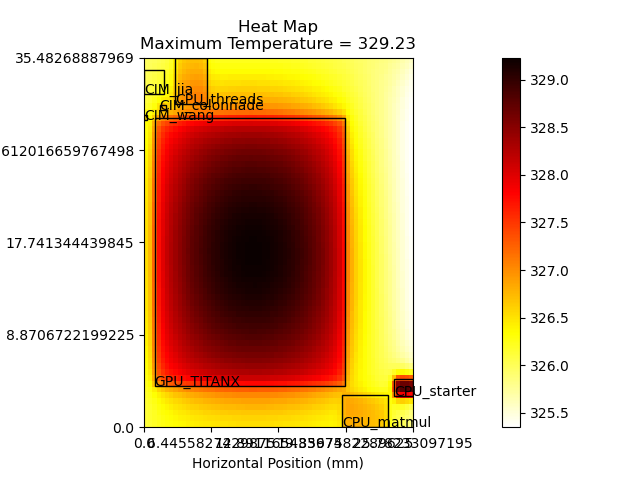 Heat Map
Maximum Temperature = 329.23
35.48268887969
612016659767498
17.741344439845
8.8706722199225
0.0
CIM_jia
CPU_threads
CIM_colonnade
CIM_wang
GPU_TITANX
CPU_starter
CPU_matmul
Horizontal Position (mm)
329.0
328.5
328.0
327.5
327.0
326.5
326.0
325.5